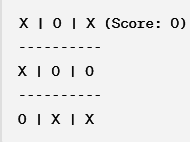 X | O | X (Score: 0)
----------
X | O | O
----------
O | X | X